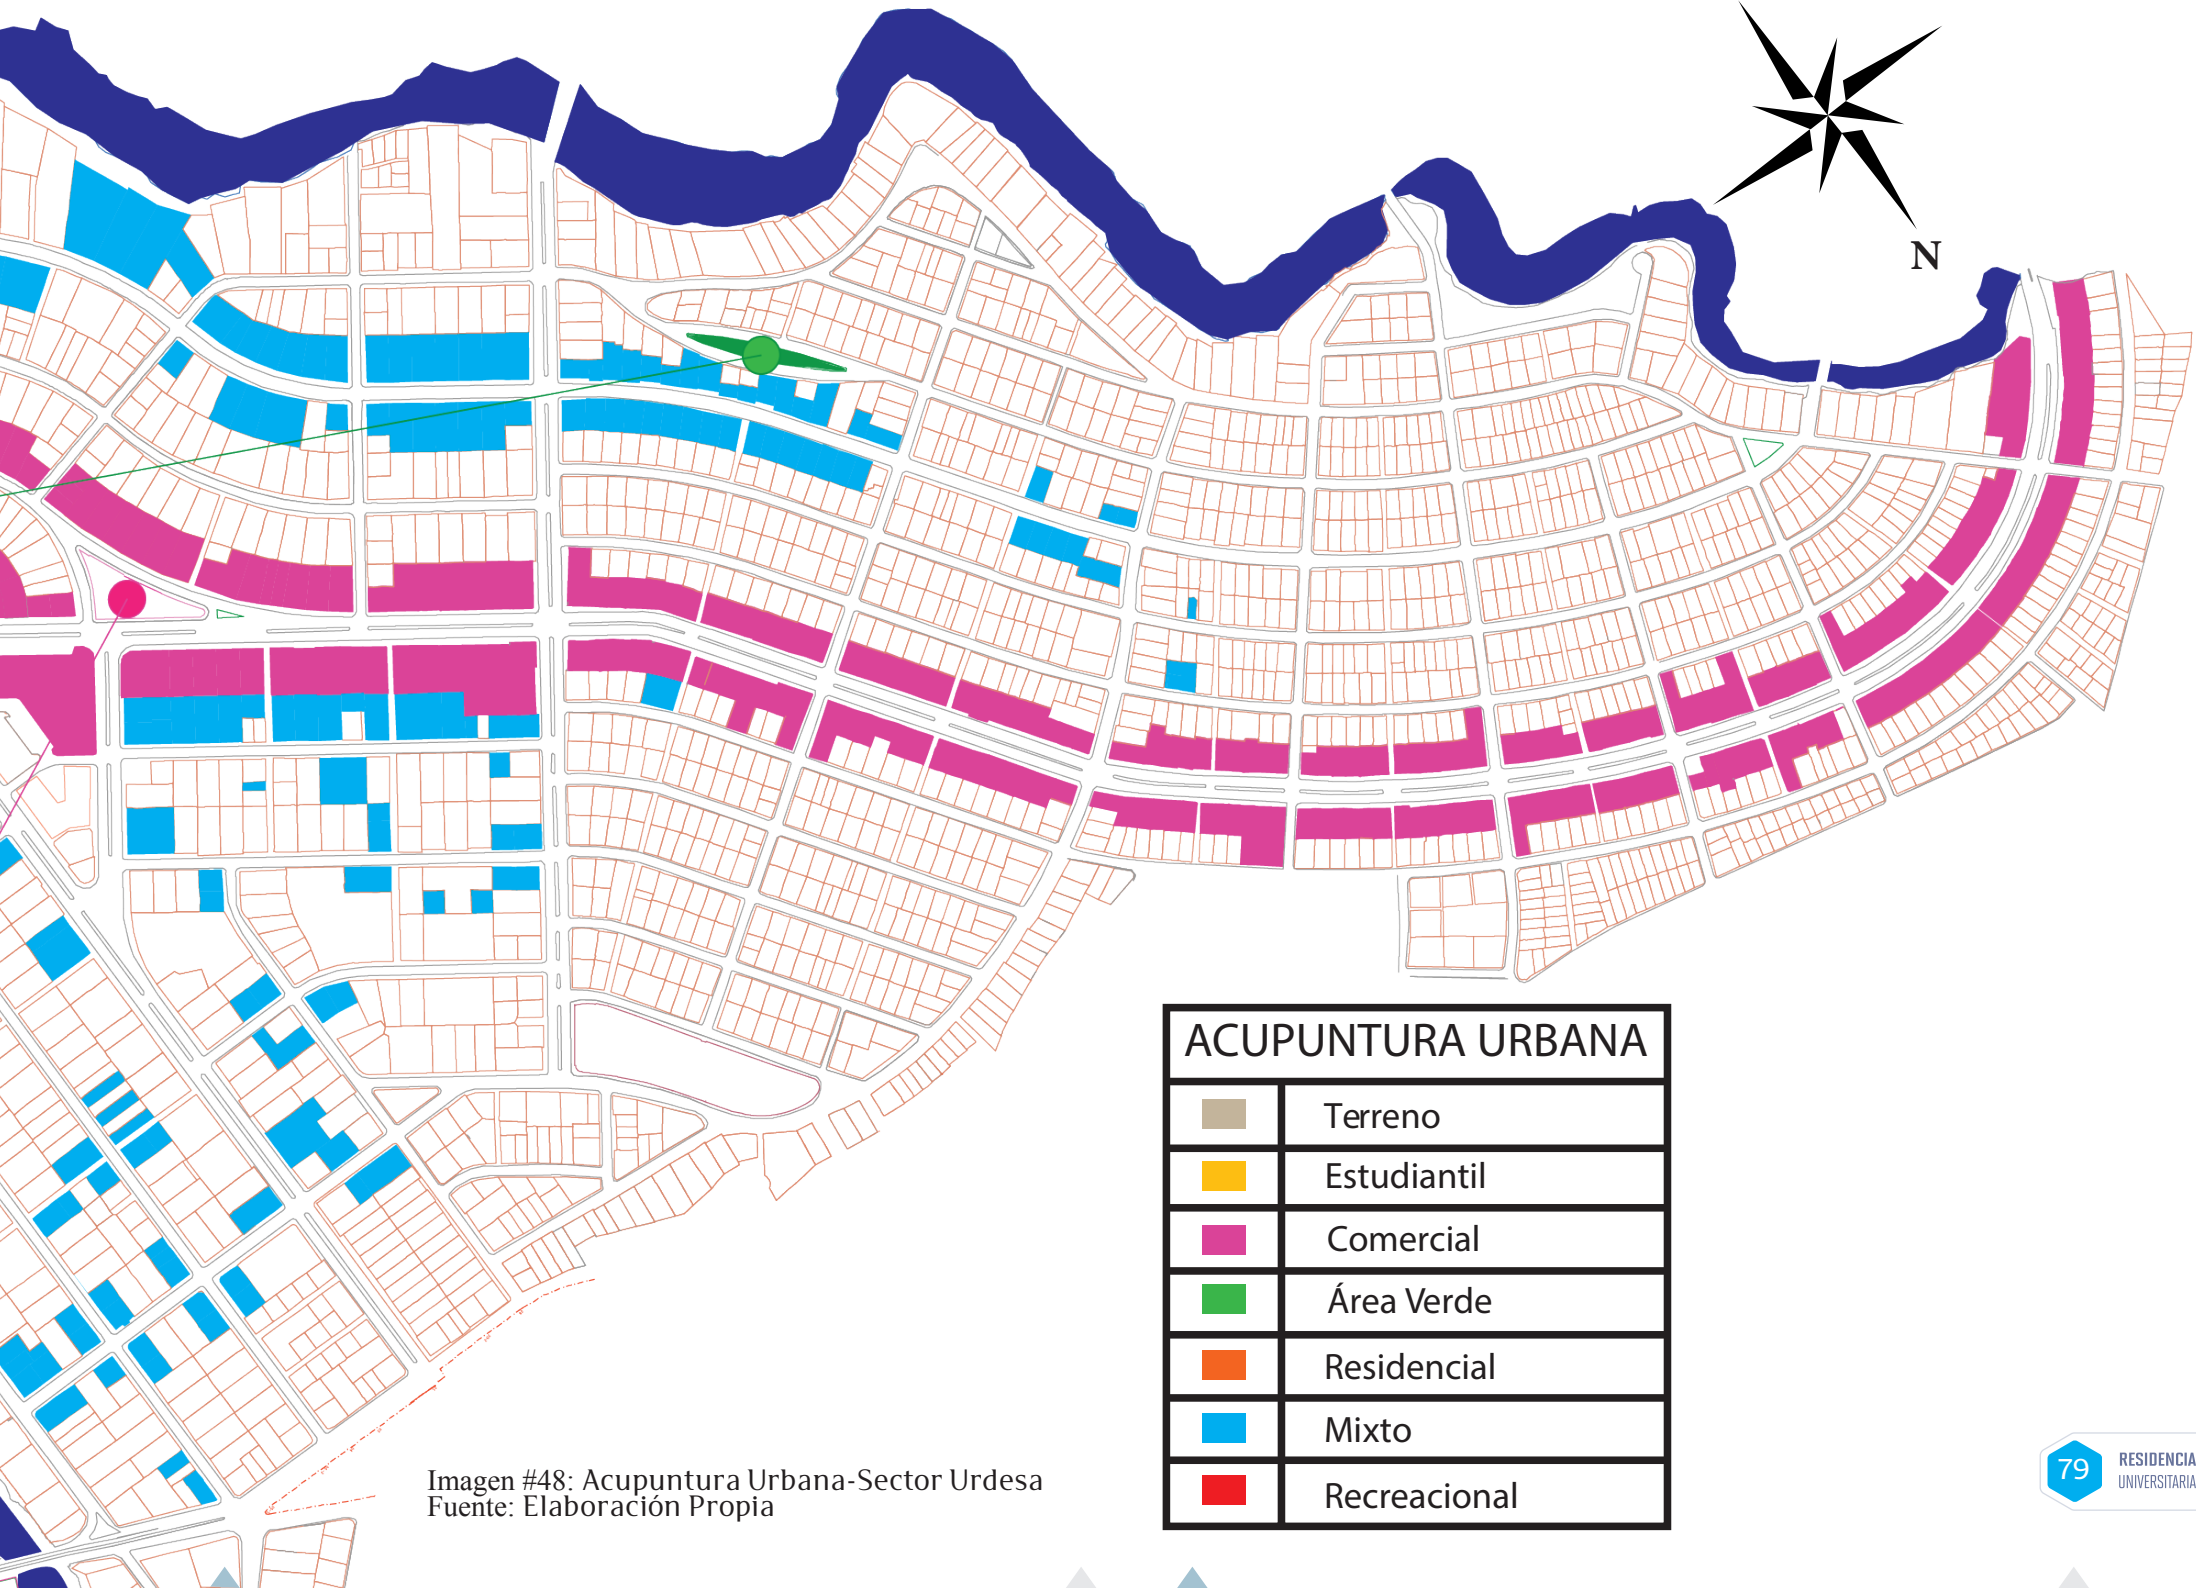 N
ACUPUNTURA URBANA
Terreno
Estudiantil
Comercial
Área Verde
Residencial
Mixto
Recreacional
Imagen #48: Acupuntura Urbana-Sector Urdesa
Fuente: Elaboración Propia
79
RESIDENCIA
UNIVERSITARIA